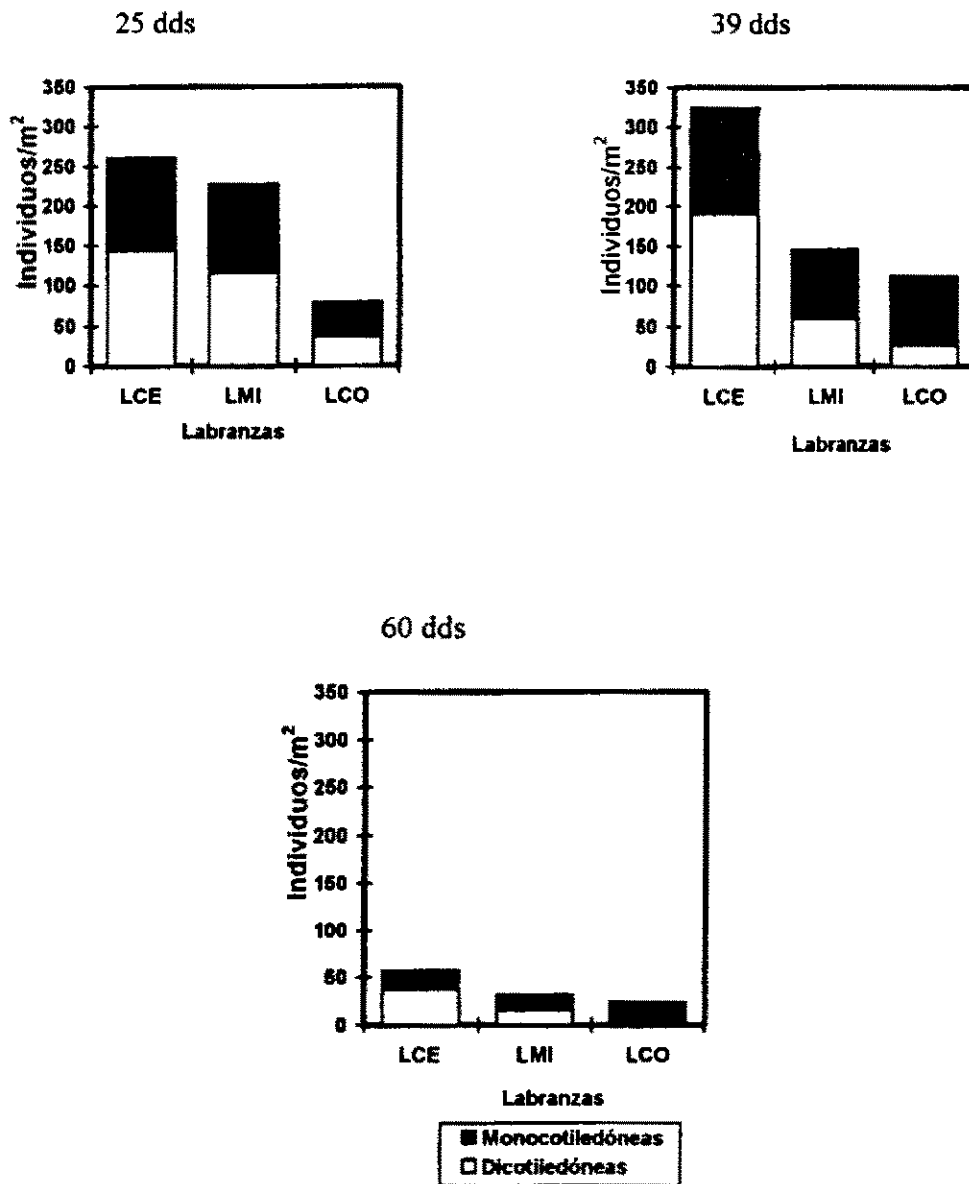 25 dds
Individuos/m²
350
300
250
200
150
100
50
0
LCE LMI LCO
Labranzas
39 dds
Individuos/m²
350
300
250
200
150
100
50
0
LCE LMI LCO
Labranzas
60 dds
Individuos/m²
350
300
250
200
150
100
50
0
LCE LMI LCO
Labranzas
Monocotiledóneas
Dicotiledóneas